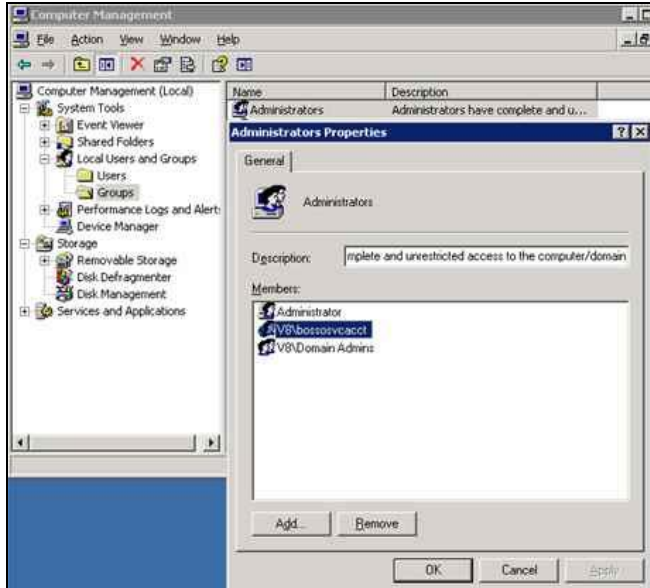 Computer Management
File Action View Window Help
Computer Management (Local)
System Tools
Event Viewer
Shared Folders
Local Users and Groups
Users
Groups
Performance Logs and Alert:
Device Manager
Storage
Removable Storage
Disk Defragmenter
Disk Management
Services and Applications
Name Description
Administrators Administrators have complete and u...
Administrators Properties
General
Administrators
Description: mplete and unrestricted access to the computer/domain
Members:
Administrator
V8\bossosvcacct
V8\Domain Admins
Add... Remove
OK Cancel Apply